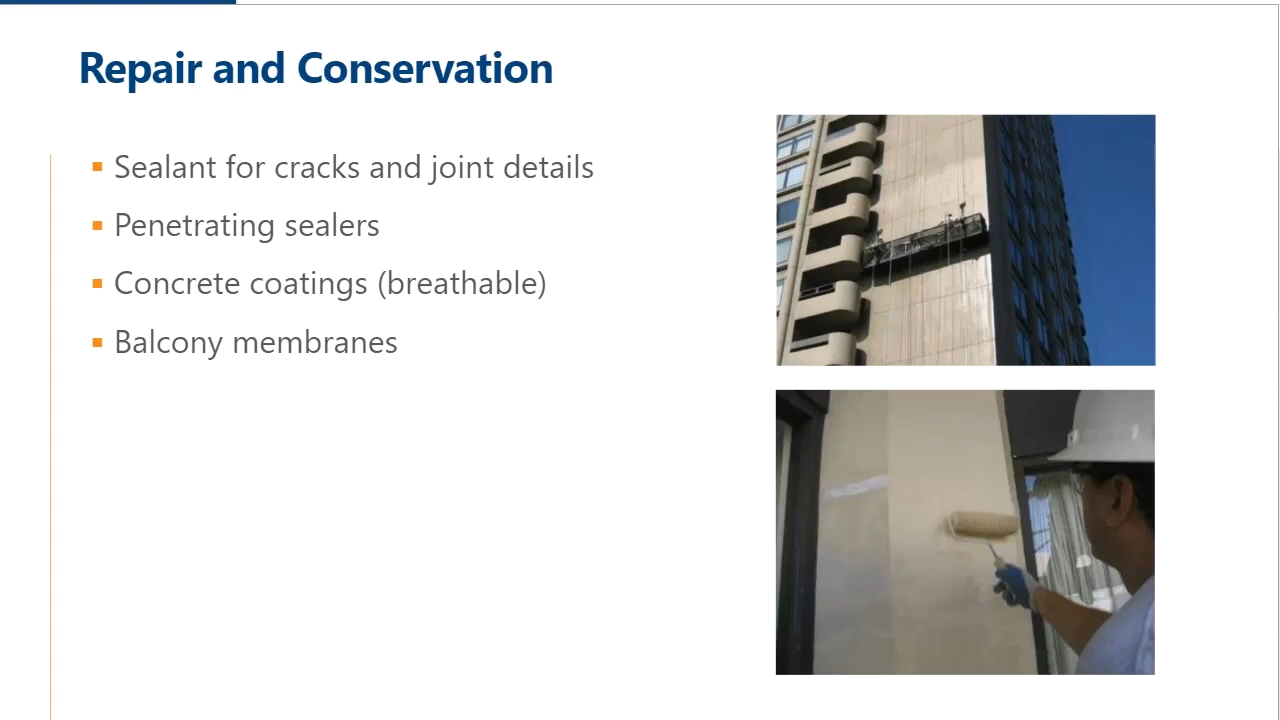 Repair and Conservation
Sealant for cracks and joint details
Penetrating sealers
Concrete coatings (breathable)
Balcony membranes